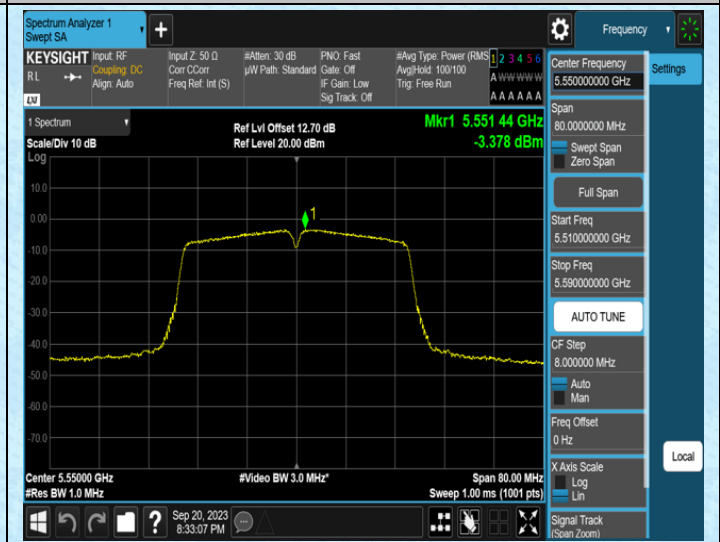 Spectrum Analyzer 1
Swept SA
+
Frequency
KEYSIGHT
RL
LXI
Input: RF
Coupling: DC
Align: Auto
Input Z: 50 Ω
Corr CCorr
Freq Ref: Int (S)
#Atten: 30 dB
µW Path: Standard
PNO: Fast
Gate: Off
IF Gain: Low
Sig Track: Off
#Avg Type: Power (RMS
Avg|Hold: 100/100
Trig: Free Run
1 2 3 4 5 6
A W W W W W
A A A A A A
Settings
Center Frequency
5.550000000 GHz
Span
80.0000000 MHz
Swept Span
Zero Span
Full Span
Start Freq
5.510000000 GHz
Stop Freq
5.590000000 GHz
AUTO TUNE
CF Step
8.000000 MHz
Auto
Man
Freq Offset
0 Hz
X Axis Scale
Log
Lin
Signal Track
(Span Zoom)
Local
1 Spectrum
Scale/Div 10 dB
Ref Lvl Offset 12.70 dB
Ref Level 20.00 dBm
Mkr1 5.551 44 GHz
-3.378 dBm
Log
10.0
0.00
-10.0
-20.0
-30.0
-40.0
-50.0
-60.0
-70.0
1
Center 5.55000 GHz
#Res BW 1.0 MHz
#Video BW 3.0 MHz*
Span 80.00 MHz
Sweep 1.00 ms (1001 pts)
?
Sep 20, 2023
8:33:07 PM